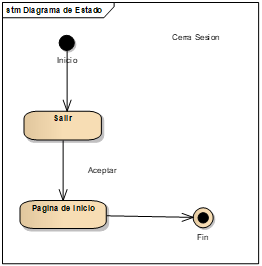 stm Diagrama de Estado
Cerra Sesion
Inicio
Salir
Aceptar
Pagina de Inicio
Fin